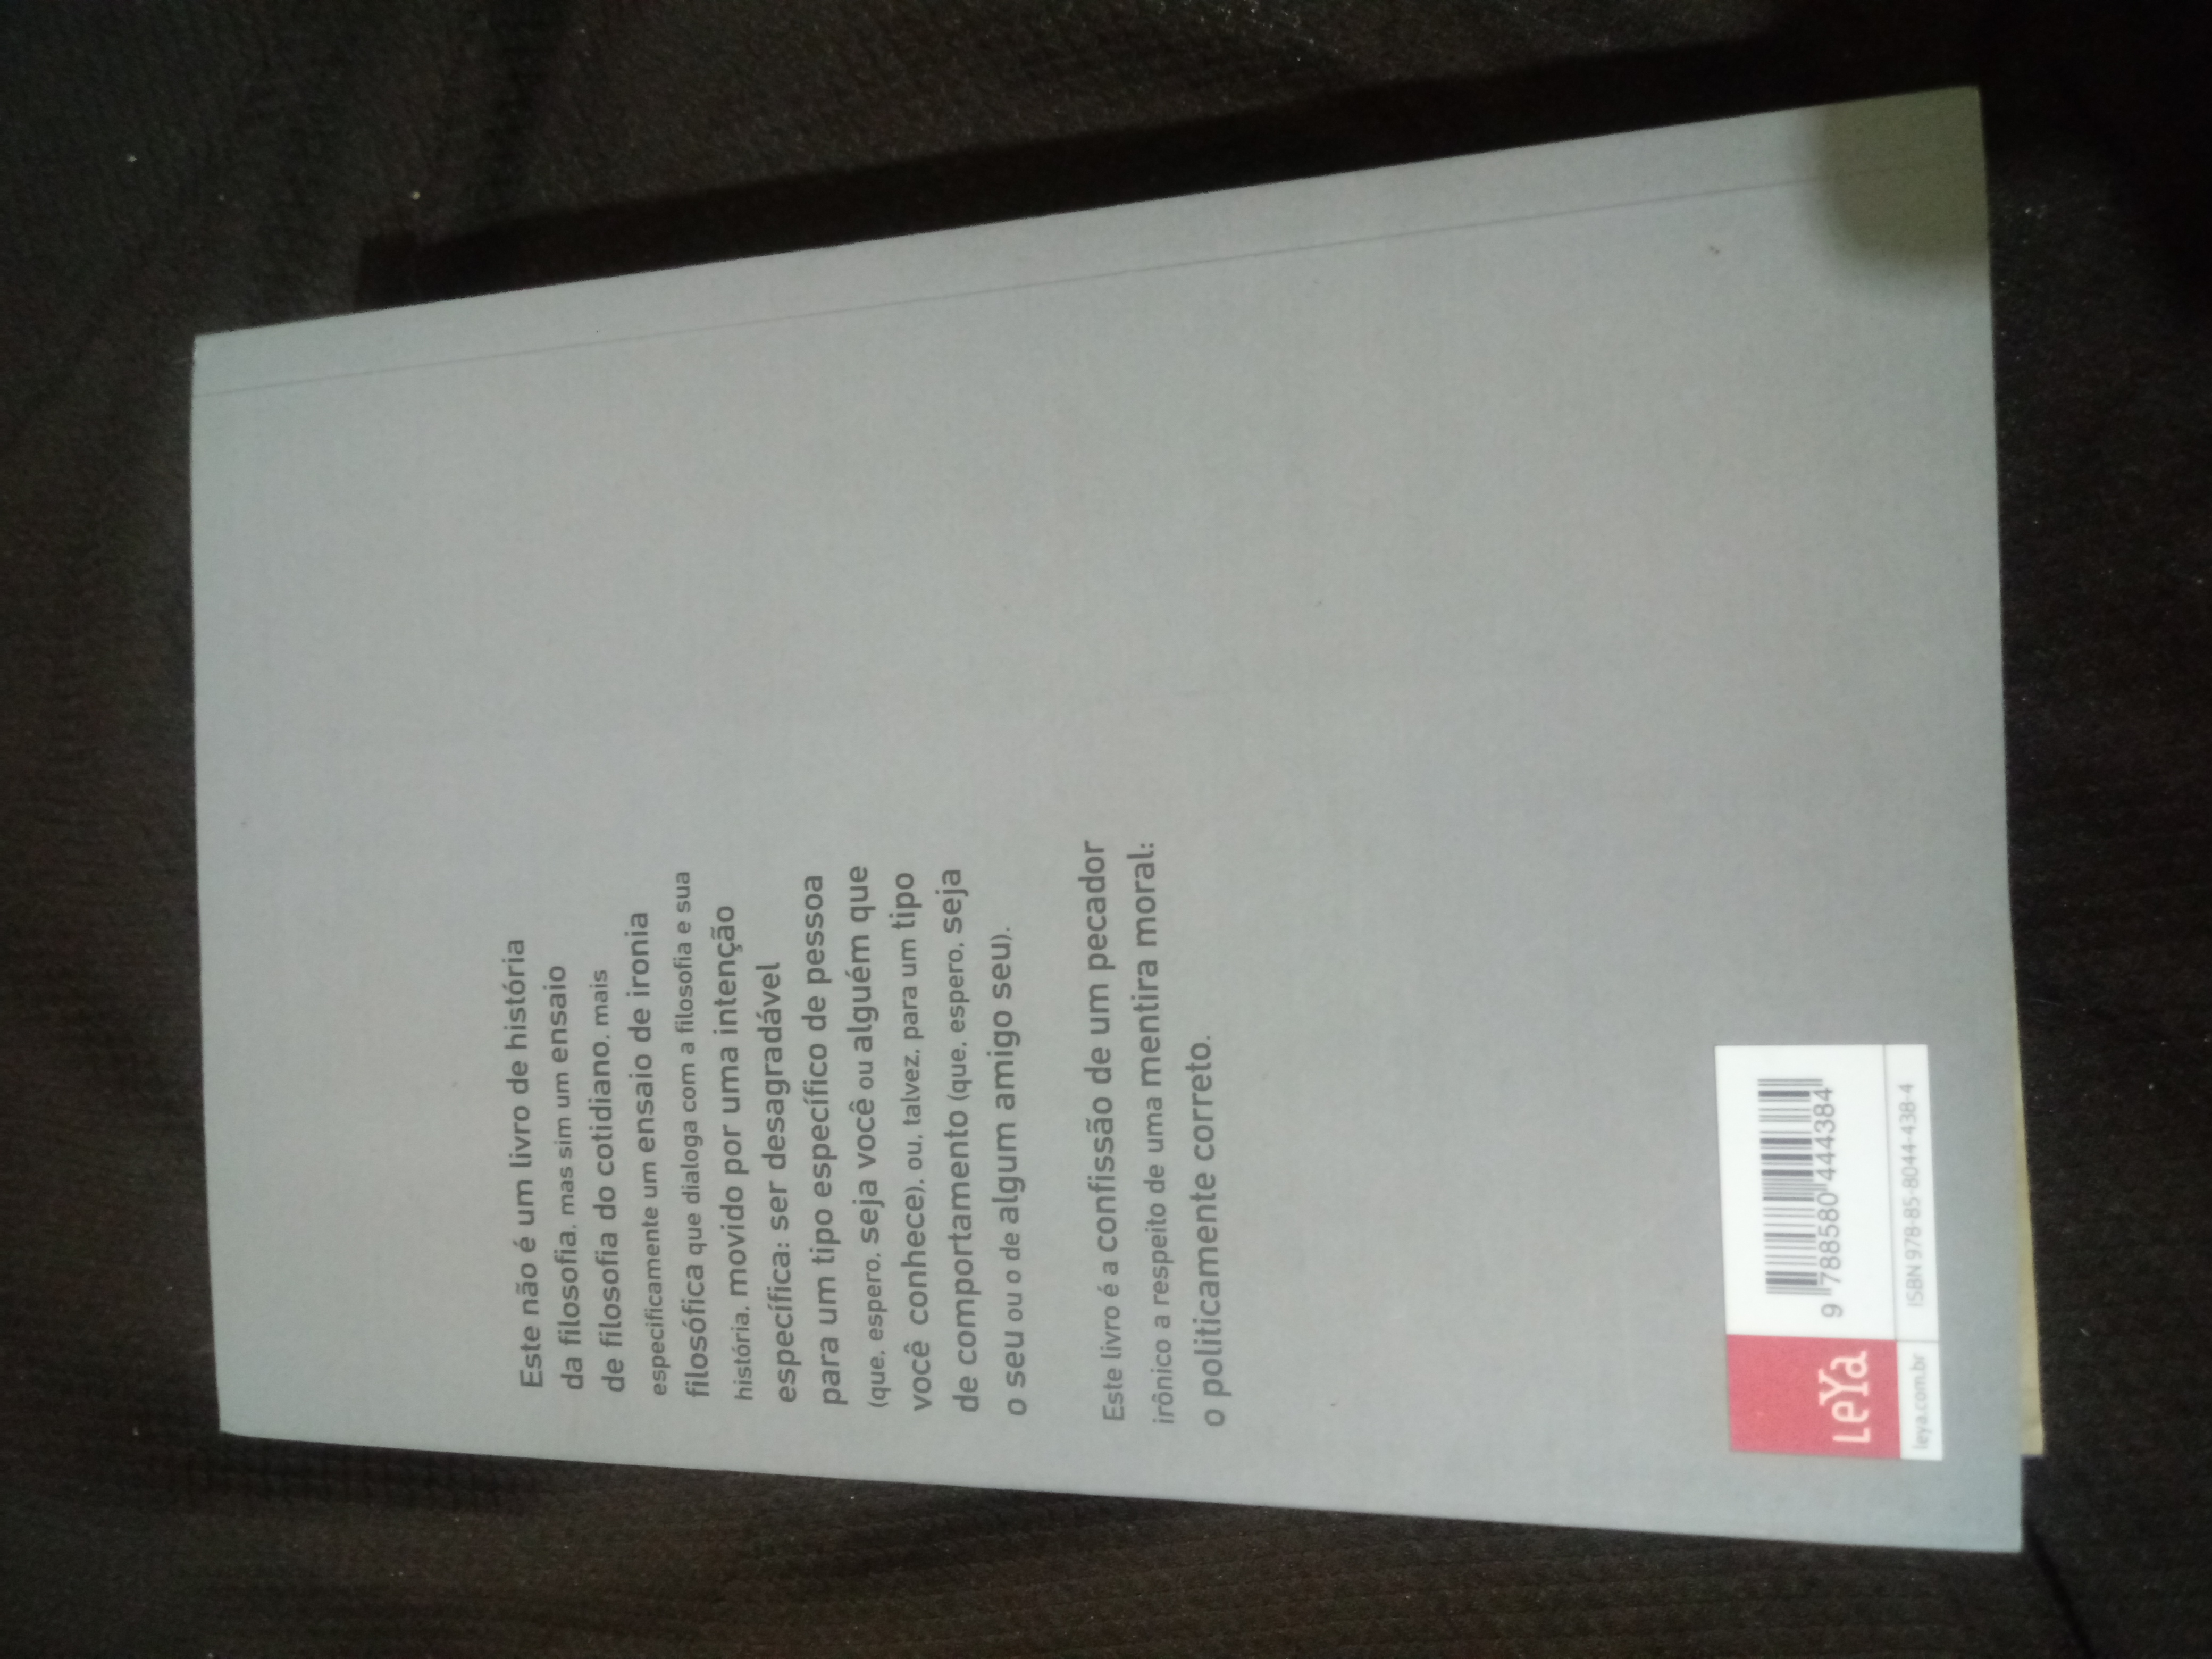 Este não é um livro de história
da filosofia, mas sim um ensaio
de filosofia do cotidiano, mais
especificamente um ensaio de ironia
filosófica que dialoga com a filosofia e sua
história, movido por uma intenção
específica: ser desagradável
para um tipo específico de pessoa
(que, espero, seja você ou alguém que
você conhece), ou, talvez, para um tipo
de comportamento (que, espero, seja
o seu ou o de algum amigo seu).
Este livro é a confissão de um pecador
irônico a respeito de uma mentira moral:
o politicamente correto.
LeYa
9 788580 444384
leya.com.br
ISBN 978-85-8044-438-4